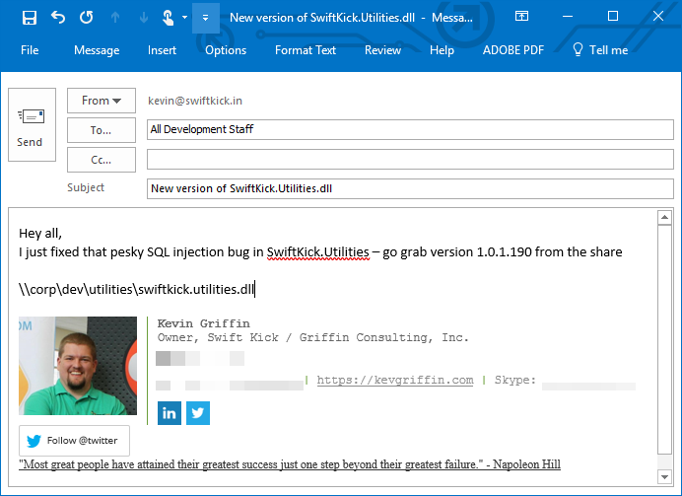 New version of SwiftKick.Utilities.dll - Messa...
File Message Insert Options Format Text Review Help ADOBE PDF Tell me
From kevin@swiftkick.in
Send
To... All Development Staff
Cc...
Subject New version of SwiftKick.Utilities.dll
Hey all,
I just fixed that pesky SQL injection bug in SwiftKick.Utilities – go grab version 1.0.1.190 from the share
\\corp\dev\utilities\swiftkick.utilities.dll
OM
Kevin Griffin
Owner, Swift Kick / Griffin Consulting, Inc.
| https://kevgriffin.com | Skype:
in
Follow @twitter
"Most great people have attained their greatest success just one step beyond their greatest failure." - Napoleon Hill